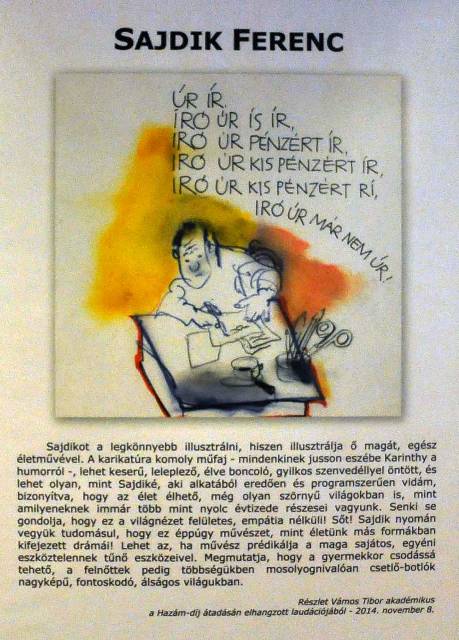 SAJDIK FERENC
ÚR ÍR.
ÍRÓ ÚR ÍS ÍR,
ÍRÓ ÚR PÉNZÉRT ÍR,
ÍRÓ ÚR KIS PÉNZÉRT ÍR,
ÍRÓ ÚR KIS PÉNZÉRT RÍ,
ÍRÓ ÚR MÁR NEM ÚR!
Sajdikot a legkönnyebb illusztrálni, hiszen illusztrálja ő magát, egész
életművével. A karikatúra komoly műfaj - mindenkinek jusson eszébe Karinthy a
humorról -, lehet keserű, leleplező, élve boncoló, gyilkos szenvedéllyel öntött, és
lehet olyan, mint Sajdiké, aki alkatából eredően és programszerűen vidám,
bizonyítva, hogy az élet élhető, még olyan szörnyű világokban is, mint
amilyeneknek immár több mint nyolc évtizede részesei vagyunk. Senki se
gondolja, hogy ez a világnézet felületes, empátia nélküli! Sőt! Sajdik nyomán
vegyük tudomásul, hogy ez éppúgy művészet, mint életünk más formákban
kifejezett drámái! Lehet az, ha művész prédikálja a maga sajátos, egyéni
eszköztelennek tűnő eszközeivel. Megmutatja, hogy a gyermekkor csodássá
tehető, a felnőttek pedig többségükben mosolyognivalóan csetlő-botlók
nagyképű, fontoskodó, álságos világukban.
Részlet Vámos Tibor akadémikus
a Hazám-díj átadásán elhangzott laudációjából - 2014. november 8.